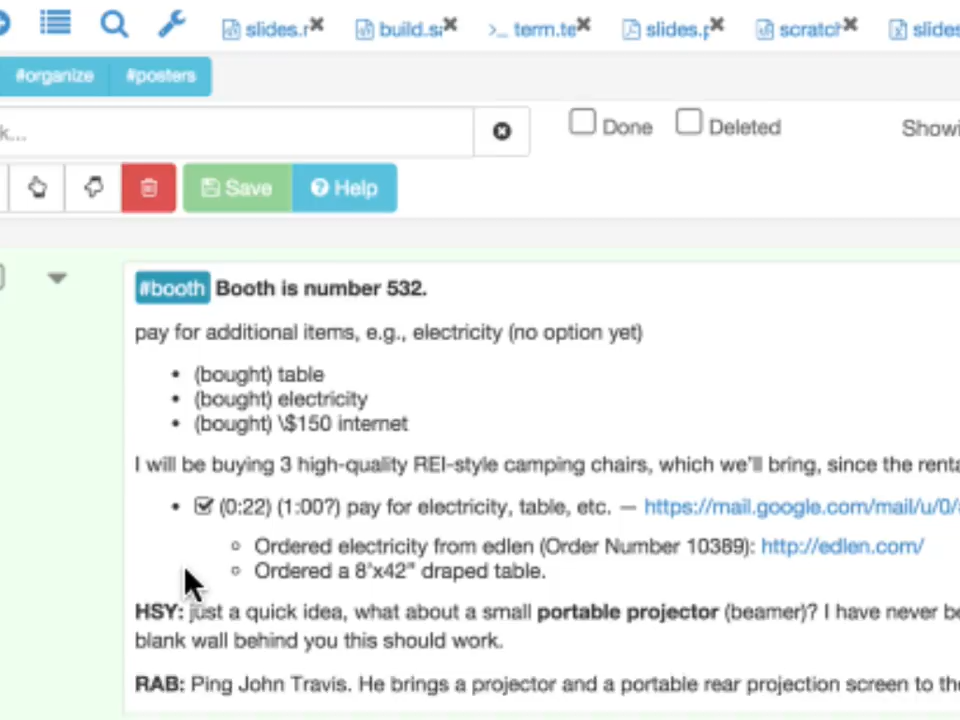 slides.r build.sa >_ term.te slides.p scratch slides
#organize #posters
k... Done Deleted Showi
Save Help
#booth Booth is number 532.
pay for additional items, e.g., electricity (no option yet)
• (bought) table
• (bought) electricity
• (bought) \$150 internet
I will be buying 3 high-quality REI-style camping chairs, which we'll bring, since the renta
• (0:22) (1:00?) pay for electricity, table, etc. — https://mail.google.com/mail/u/0/
○ Ordered electricity from edlen (Order Number 10389): http://edlen.com/
○ Ordered a 8'x42" draped table.
HSY: just a quick idea, what about a small portable projector (beamer)? I have never be
blank wall behind you this should work.
RAB: Ping John Travis. He brings a projector and a portable rear projection screen to the